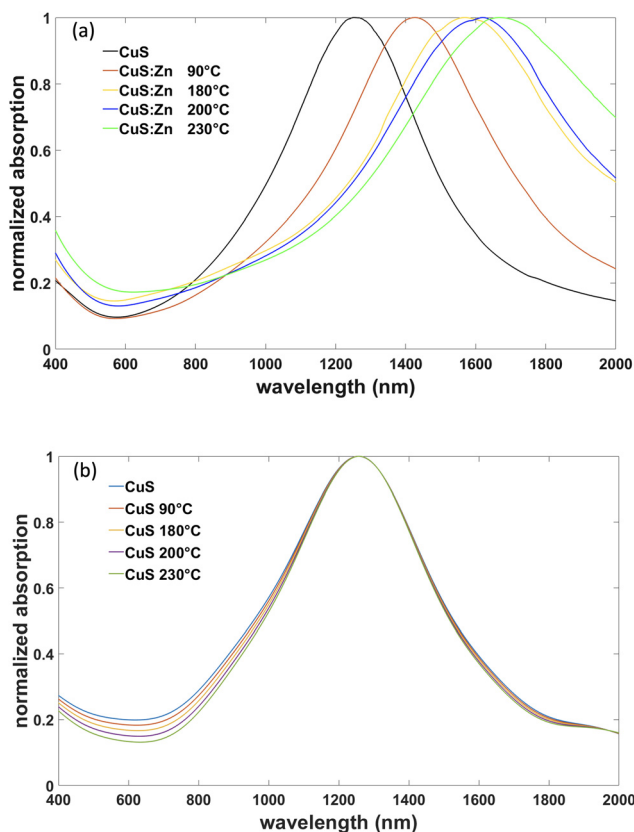 (a)
CuS
CuS:Zn 90°C
CuS:Zn 180°C
CuS:Zn 200°C
CuS:Zn 230°C
normalized absorption
1
0.8
0.6
0.4
0.2
0
400 600 800 1000 1200 1400 1600 1800 2000
wavelength (nm)
(b)
CuS
CuS 90°C
CuS 180°C
CuS 200°C
CuS 230°C
normalized absorption
1
0.8
0.6
0.4
0.2
0
400 600 800 1000 1200 1400 1600 1800 2000
wavelength (nm)